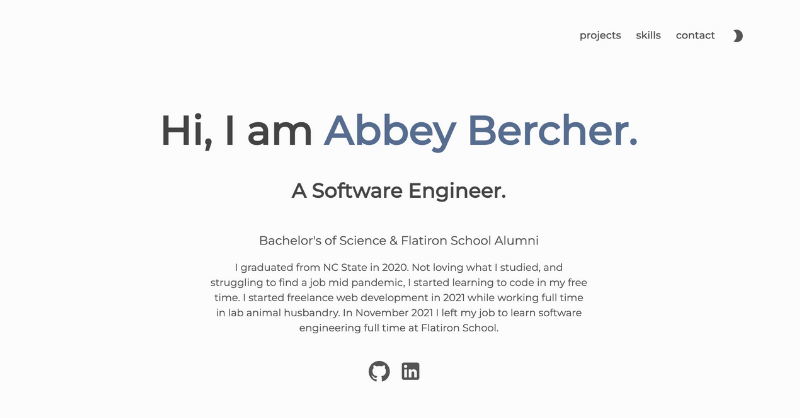 projects skills contact
Hi, I am Abbey Bercher.
A Software Engineer.
Bachelor's of Science & Flatiron School Alumni
I graduated from NC State in 2020. Not loving what I studied, and
struggling to find a job mid pandemic, I started learning to code in my free
time. I started freelance web development in 2021 while working full time
in lab animal husbandry. In November 2021 I left my job to learn software
engineering full time at Flatiron School.
in